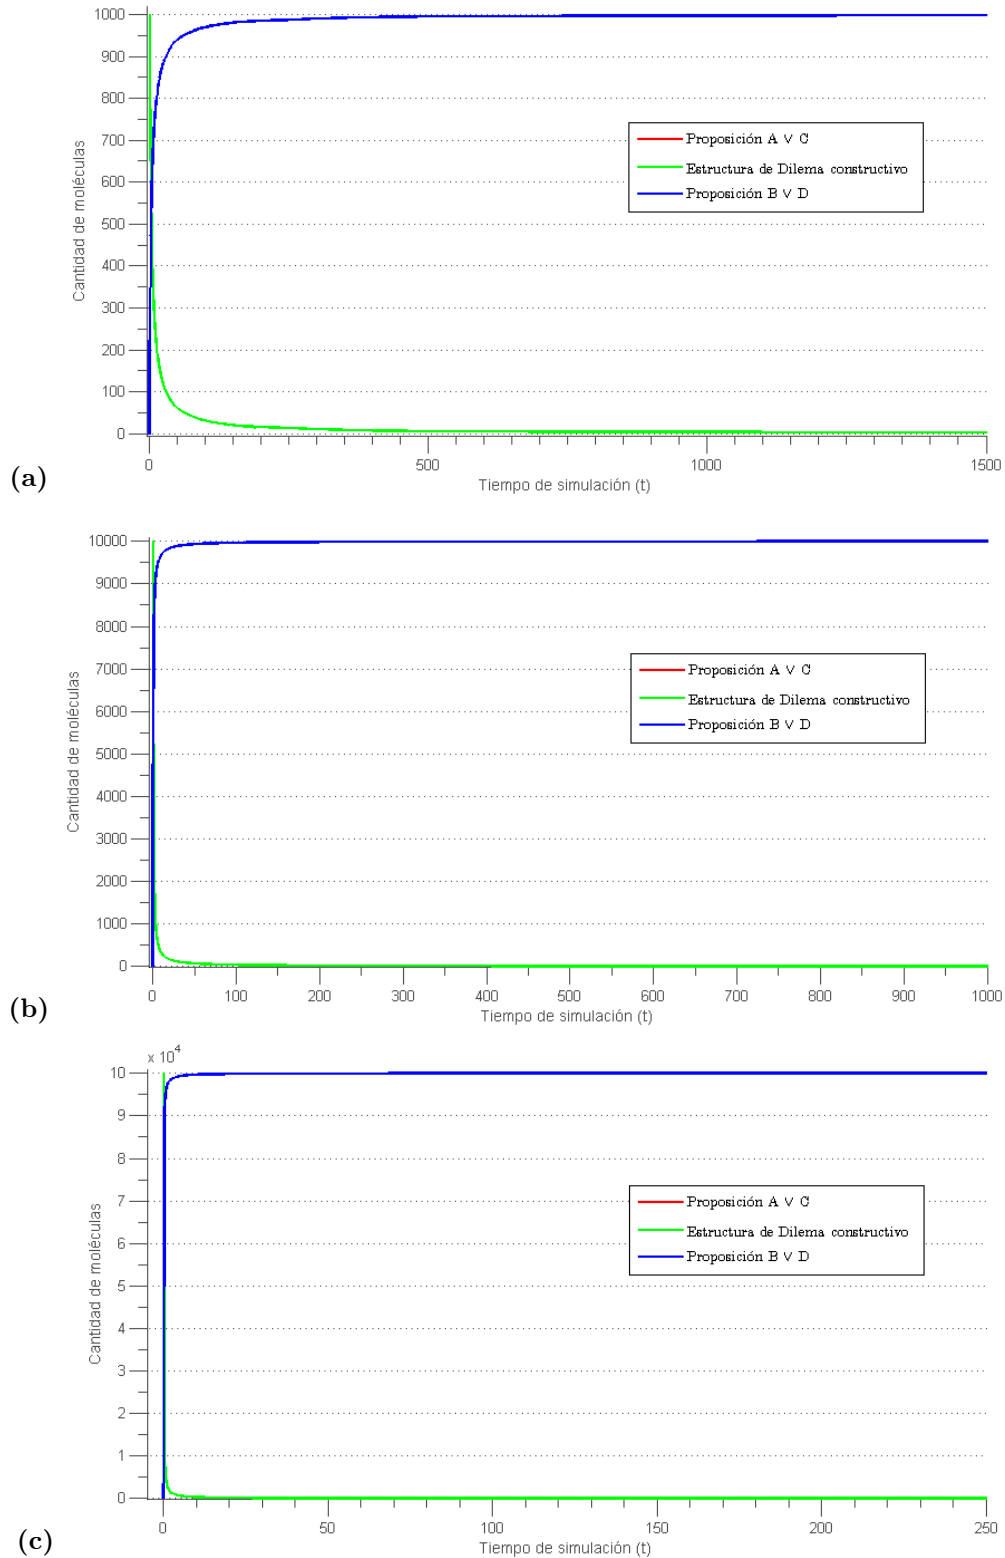 1000
900
800
700
600
500
400
300
200
100
0
Cantidad de moléculas
Proposición A ∨ C
Estructura de Dilema constructivo
Proposición B ∨ D
0 500 1000 1500
Tiempo de simulación (t)
(a)
10000
9000
8000
7000
6000
5000
4000
3000
2000
1000
0
Cantidad de moléculas
Proposición A ∨ C
Estructura de Dilema constructivo
Proposición B ∨ D
0 100 200 300 400 500 600 700 800 900 1000
Tiempo de simulación (t)
(b)
x 10⁴
10
9
8
7
6
5
4
3
2
1
0
Cantidad de moléculas
Proposición A ∨ C
Estructura de Dilema constructivo
Proposición B ∨ D
0 50 100 150 200 250
Tiempo de simulación (t)
(c)